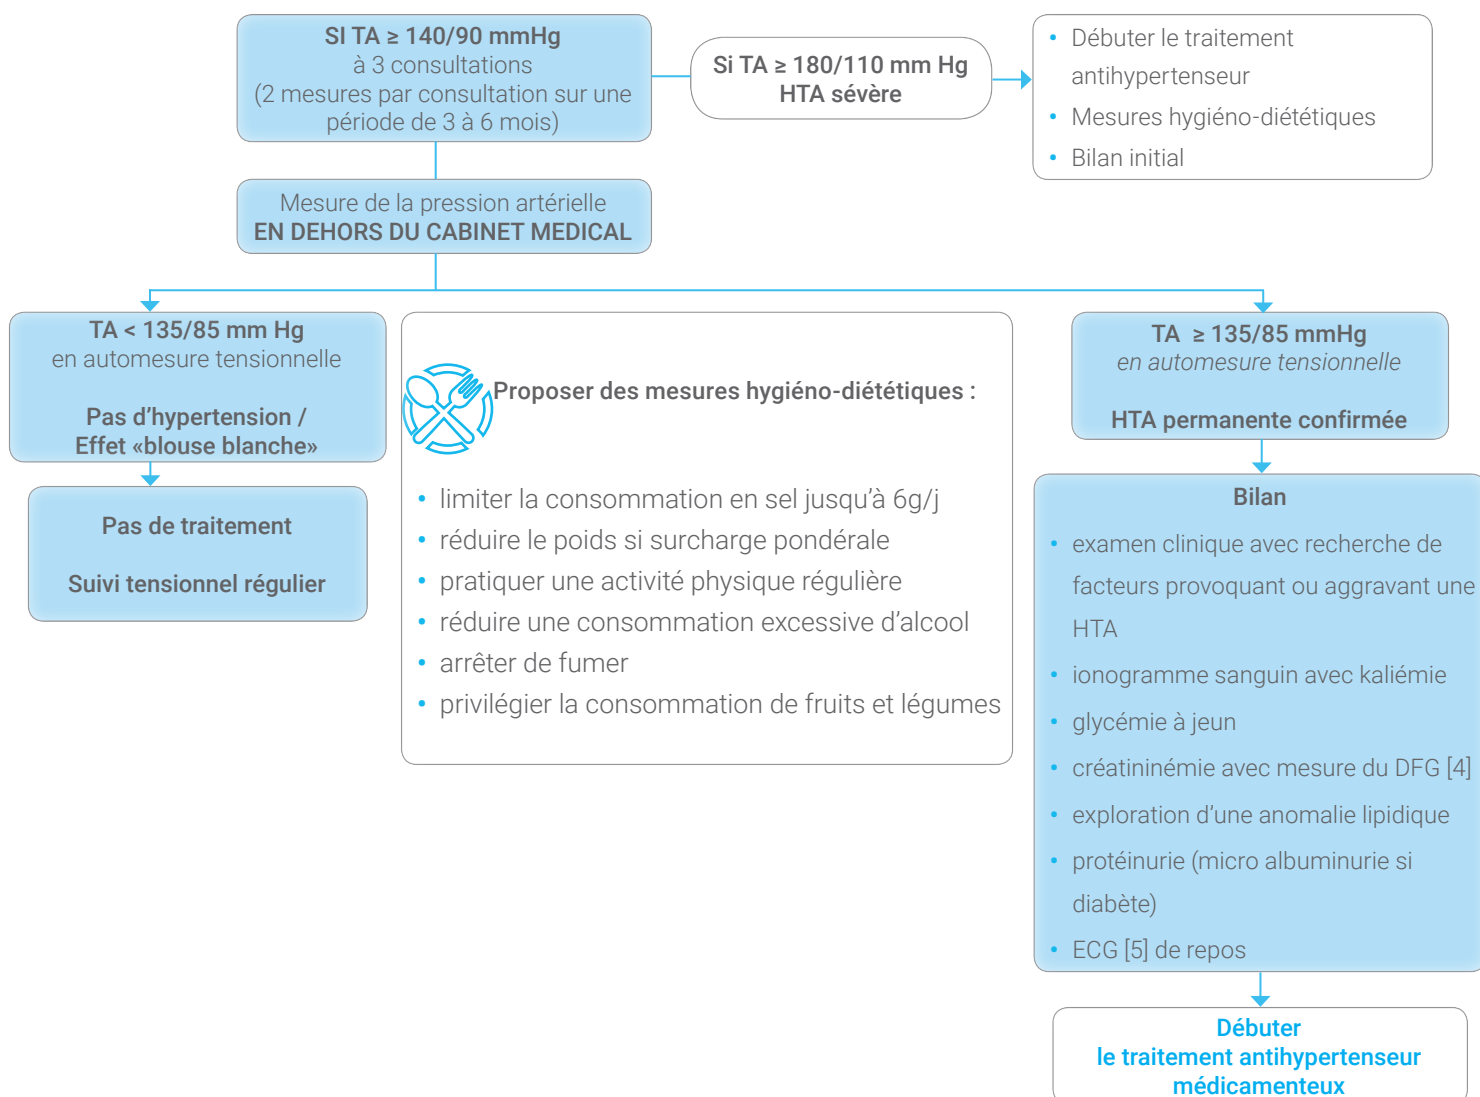 SI TA ≥ 140/90 mmHg
à 3 consultations
(2 mesures par consultation sur une
période de 3 à 6 mois)
Si TA ≥ 180/110 mm Hg
HTA sévère
• Débuter le traitement
antihypertenseur
• Mesures hygiéno-diététiques
• Bilan initial
Mesure de la pression artérielle
EN DEHORS DU CABINET MEDICAL
TA < 135/85 mm Hg
en automesure tensionnelle
Pas d’hypertension /
Effet «blouse blanche»
Pas de traitement
Suivi tensionnel régulier
Proposer des mesures hygiéno-diététiques :
• limiter la consommation en sel jusqu’à 6g/j
• réduire le poids si surcharge pondérale
• pratiquer une activité physique régulière
• réduire une consommation excessive d’alcool
• arrêter de fumer
• privilégier la consommation de fruits et légumes
TA ≥ 135/85 mmHg
en automesure tensionnelle
HTA permanente confirmée
Bilan
• examen clinique avec recherche de
facteurs provoquant ou aggravant une
HTA
• ionogramme sanguin avec kaliémie
• glycémie à jeun
• créatininémie avec mesure du DFG [4]
• exploration d’une anomalie lipidique
• protéinurie (micro albuminurie si
diabète)
• ECG [5] de repos
Débuter
le traitement antihypertenseur
médicamenteux